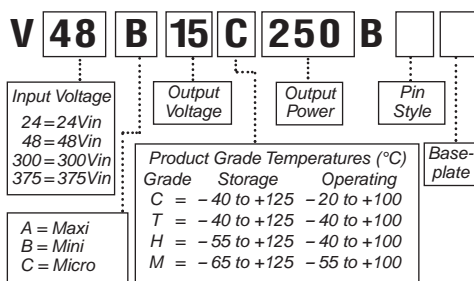 V 48 B 15 C 250 B
Input Voltage
24 = 24Vin
48 = 48Vin
300 = 300Vin
375 = 375Vin
Output
Voltage
Output
Power
Pin
Style
Base-
plate
Product Grade Temperatures (°C)
Grade Storage Operating
C = – 40 to +125 – 20 to +100
T = – 40 to +125 – 40 to +100
H = – 55 to +125 – 40 to +100
M = – 65 to +125 – 55 to +100
A = Maxi
B = Mini
C = Micro